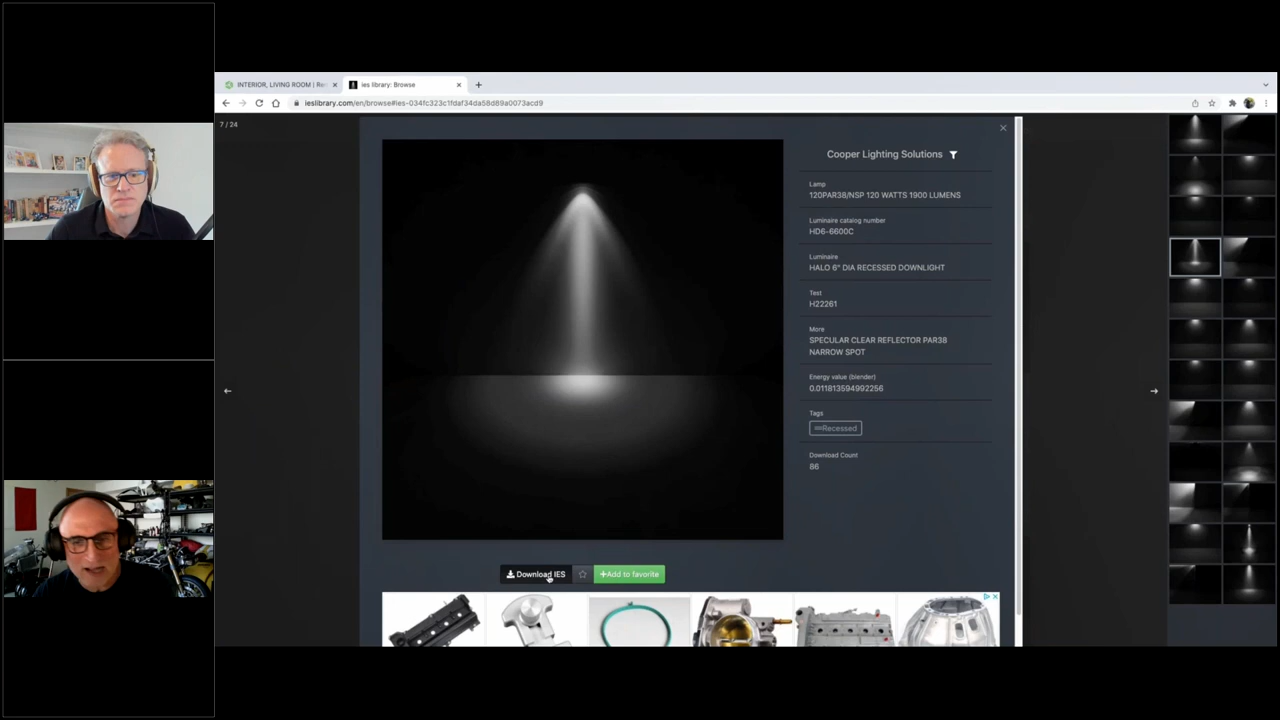 INTERIOR, LIVING ROOM | Re
ies library: Browse
ieslibrary.com/en/browse#ies-034fc323c1fdaf34da58d89a0073acd9
7 / 24
Cooper Lighting Solutions
Lamp
120PAR38/NSP 120 WATTS 1900 LUMENS
Luminaire catalog number
HD6-6600C
Luminaire
HALO 6" DIA RECESSED DOWNLIGHT
Test
H22261
More
SPECULAR CLEAR REFLECTOR PAR38
NARROW SPOT
Energy value (blender)
0.011813594992256
Tags
Recessed
Download Count
86
Download IES
+Add to favorite